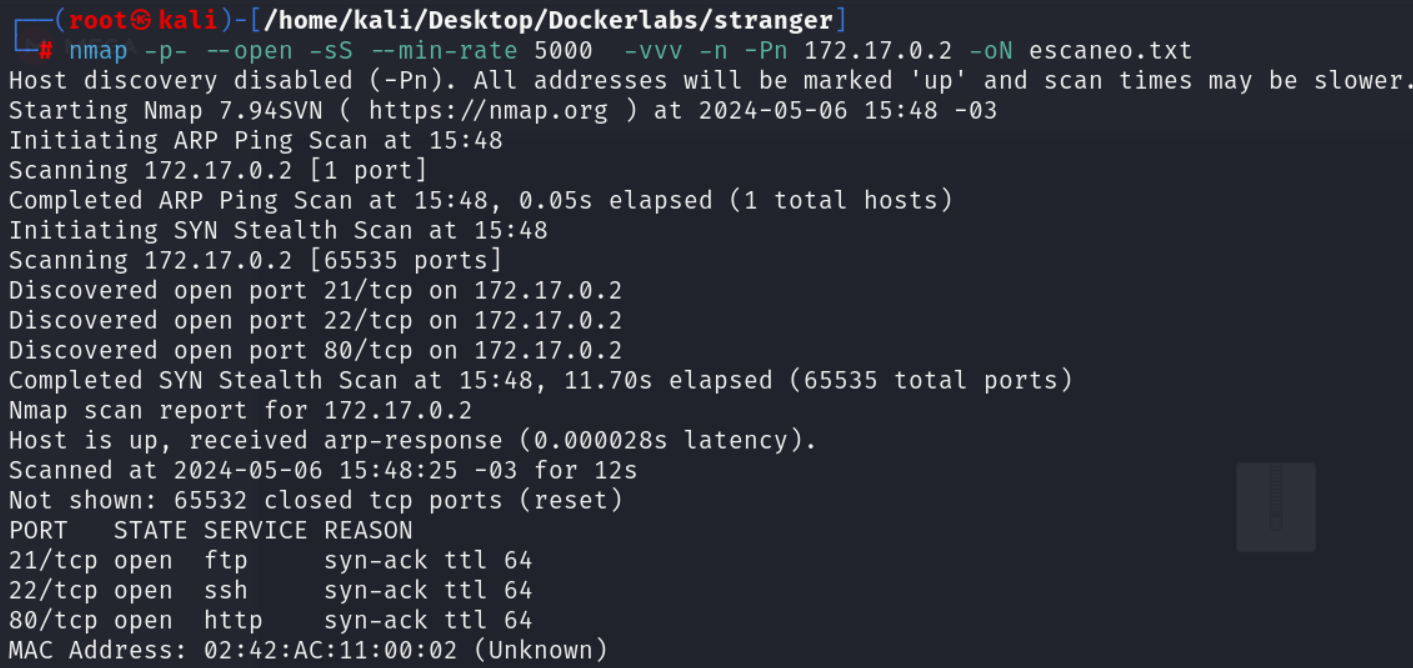 ┌──(root㉿kali)-[/home/kali/Desktop/Dockerlabs/stranger]
└─# nmap -p- --open -sS --min-rate 5000  -vvv -n -Pn 172.17.0.2 -oN escaneo.txt
Host discovery disabled (-Pn). All addresses will be marked 'up' and scan times may be slower.
Starting Nmap 7.94SVN ( https://nmap.org ) at 2024-05-06 15:48 -03
Initiating ARP Ping Scan at 15:48
Scanning 172.17.0.2 [1 port]
Completed ARP Ping Scan at 15:48, 0.05s elapsed (1 total hosts)
Initiating SYN Stealth Scan at 15:48
Scanning 172.17.0.2 [65535 ports]
Discovered open port 21/tcp on 172.17.0.2
Discovered open port 22/tcp on 172.17.0.2
Discovered open port 80/tcp on 172.17.0.2
Completed SYN Stealth Scan at 15:48, 11.70s elapsed (65535 total ports)
Nmap scan report for 172.17.0.2
Host is up, received arp-response (0.000028s latency).
Scanned at 2024-05-06 15:48:25 -03 for 12s
Not shown: 65532 closed tcp ports (reset)
PORT   STATE SERVICE REASON
21/tcp open  ftp     syn-ack ttl 64
22/tcp open  ssh     syn-ack ttl 64
80/tcp open  http    syn-ack ttl 64
MAC Address: 02:42:AC:11:00:02 (Unknown)